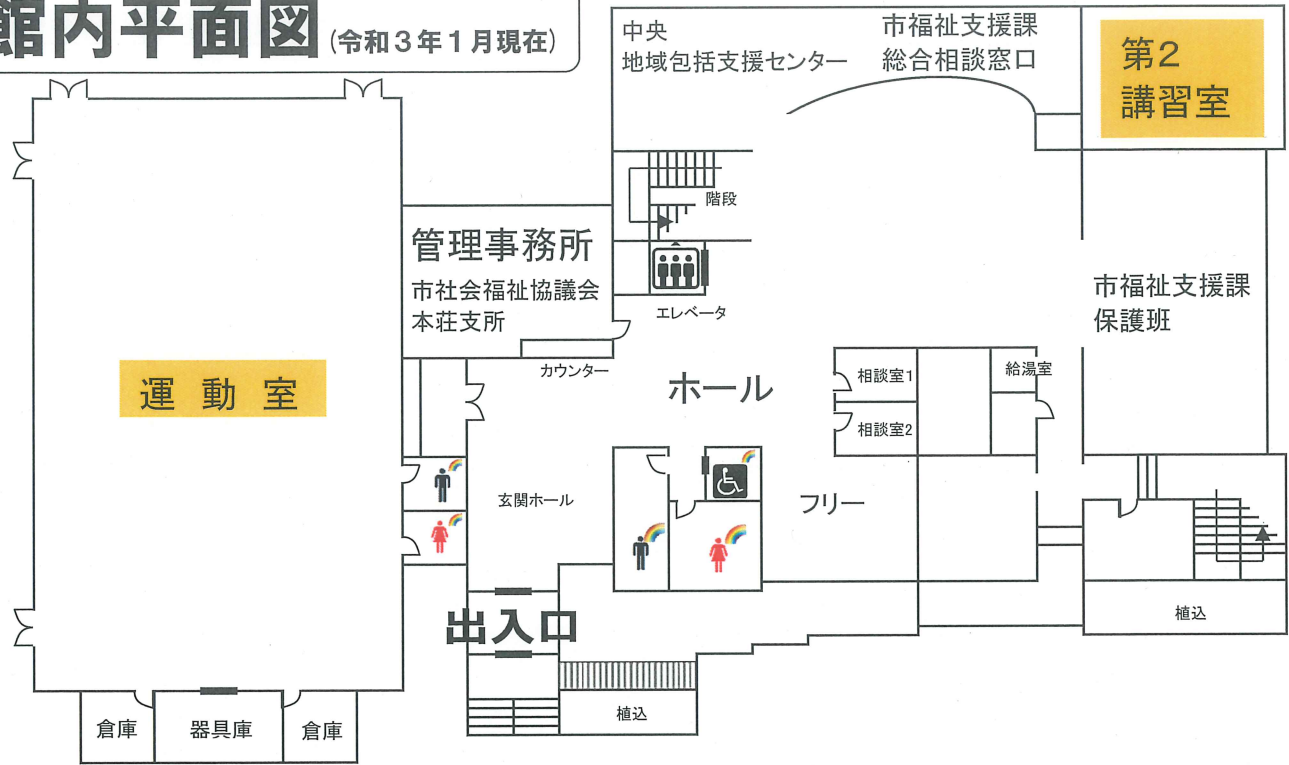 館内平面図(令和3年1月現在)
中央
地域包括支援センター
市福祉支援課
総合相談窓口
第2
講習室
階段
管理事務所
市社会福祉協議会
本荘支所
エレベータ
市福祉支援課
保護班
カウンター
運動室
ホール
相談室1
給湯室
相談室2
玄関ホール
フリー
出入口
植込
植込
倉庫
器具庫
倉庫